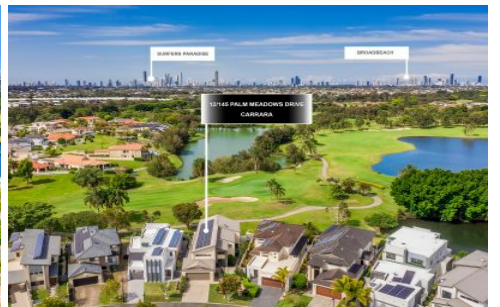 SURFERS PARADISE
BROADBEACH
12/145 PALM MEADOWS DRIVE
CARRARA